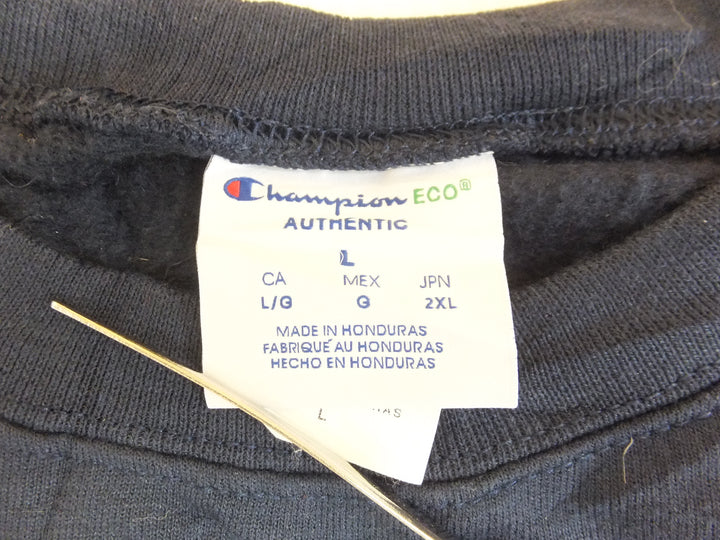 Champion ECO®
AUTHENTIC
L
CA MEX JPN
L/G G 2XL
MADE IN HONDURAS
FABRIQUÉ AU HONDURAS
HECHO EN HONDURAS
L